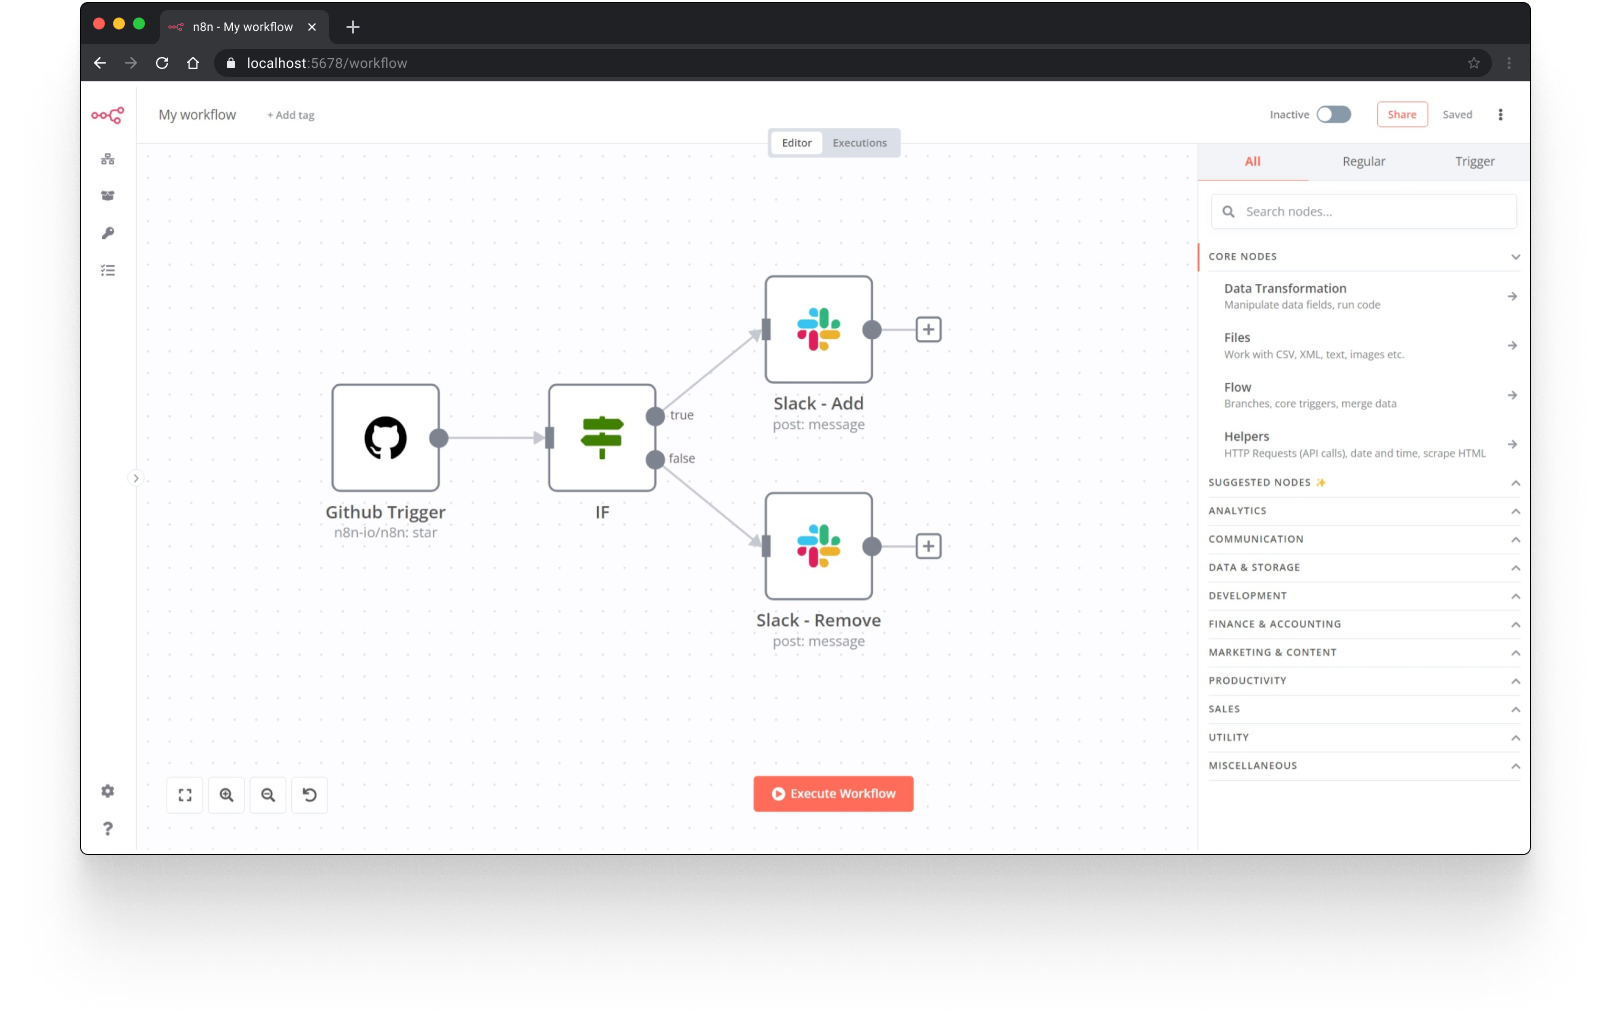 n8n - My workflow
localhost:5678/workflow
My workflow
+ Add tag
Inactive
Share
Saved
Editor
Executions
All
Regular
Trigger
Search nodes...
CORE NODES
Data Transformation
Manipulate data fields, run code
Files
Work with CSV, XML, text, images etc.
Flow
Branches, core triggers, merge data
Helpers
HTTP Requests (API calls), date and time, scrape HTML
SUGGESTED NODES ✨
ANALYTICS
COMMUNICATION
DATA & STORAGE
DEVELOPMENT
FINANCE & ACCOUNTING
MARKETING & CONTENT
PRODUCTIVITY
SALES
UTILITY
MISCELLANEOUS
Github Trigger
n8n-io/n8n: star
IF
true
false
Slack - Add
post: message
Slack - Remove
post: message
Execute Workflow